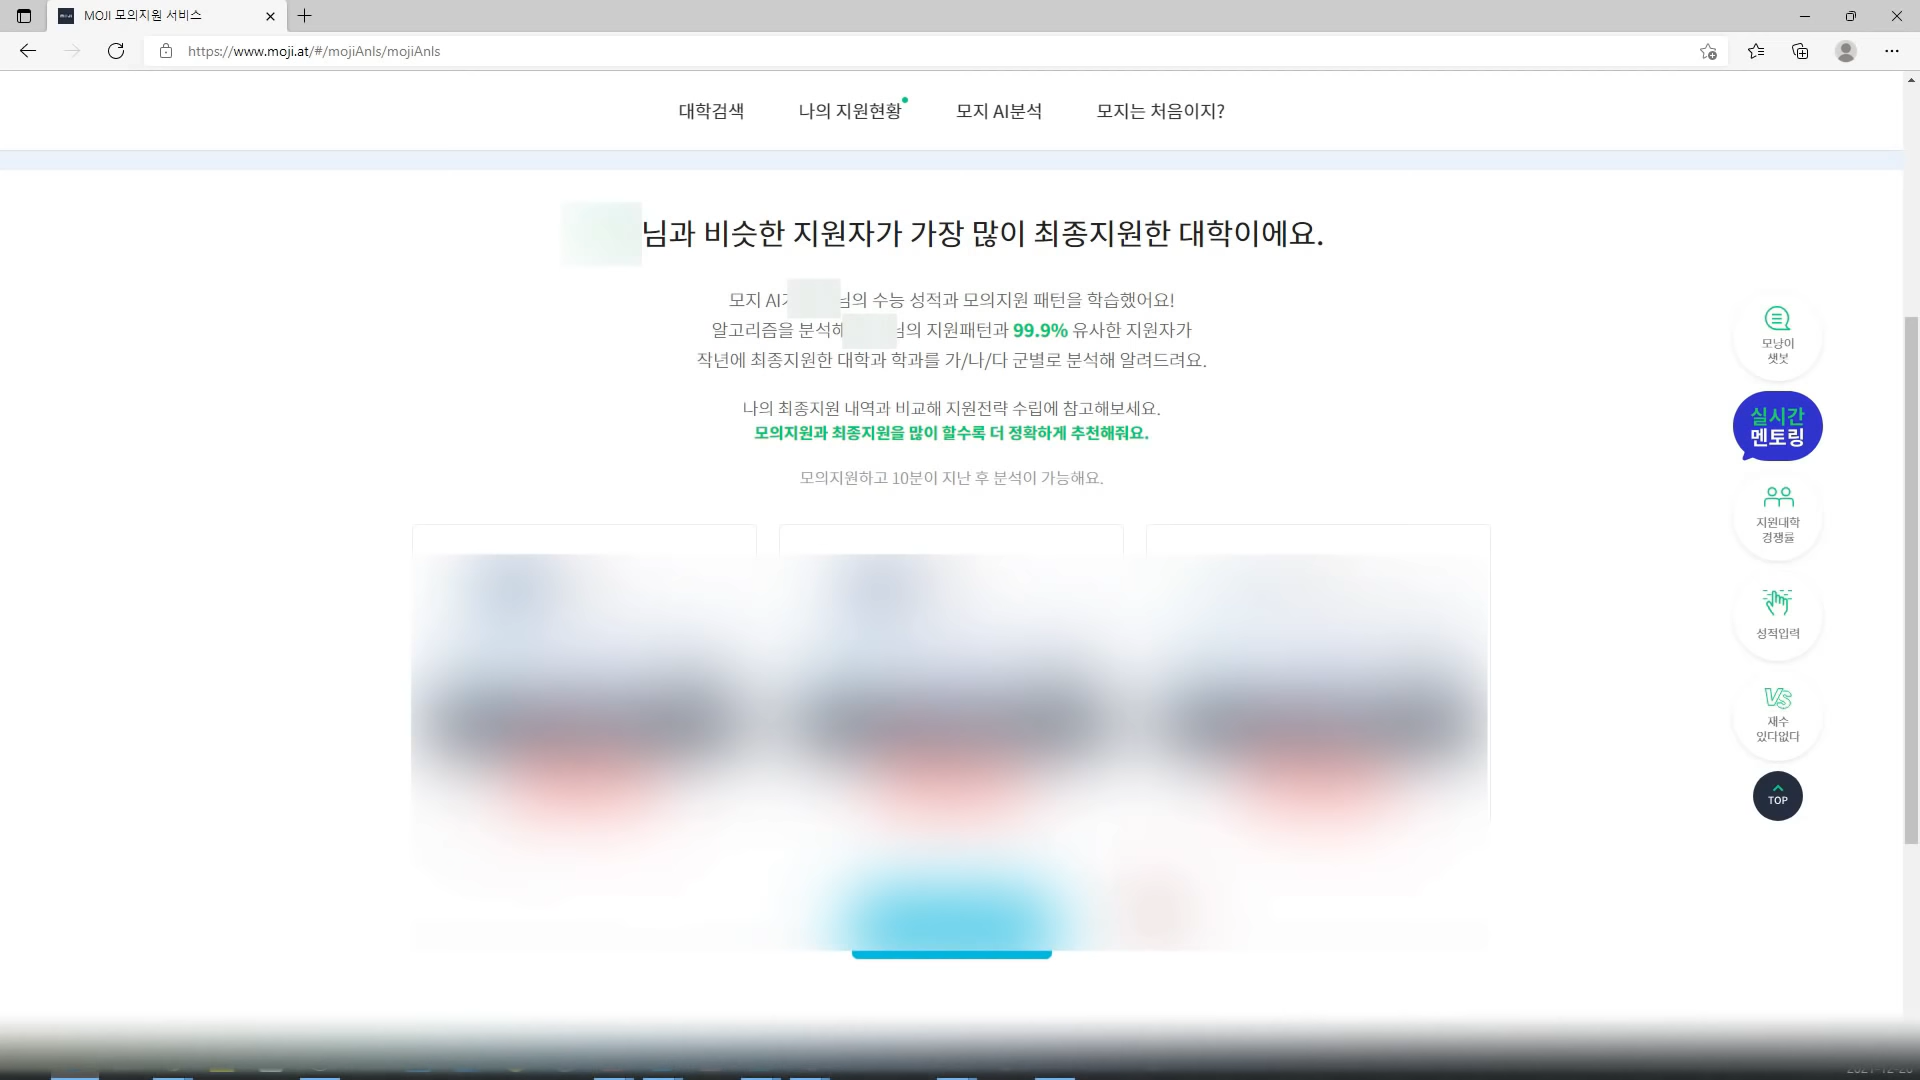 MOJI 모의지원 서비스
https://www.moji.at/#/mojiAnls/mojiAnls
대학검색
나의 지원현황
모지 AI분석
모지는 처음이지?
님과 비슷한 지원자가 가장 많이 최종지원한 대학이에요.
모지 AI가 님의 수능 성적과 모의지원 패턴을 학습했어요!
알고리즘을 분석해 님의 지원패턴과 99.9% 유사한 지원자가
작년에 최종지원한 대학과 학과를 가/나/다 군별로 분석해 알려드려요.
나의 최종지원 내역과 비교해 지원전략 수립에 참고해보세요.
모의지원과 최종지원을 많이 할수록 더 정확하게 추천해줘요.
모의지원하고 10분이 지난 후 분석이 가능해요.
모냥이
챗봇
실시간
멘토링
지원대학
경쟁률
성적입력
VS
재수
있다없다
TOP